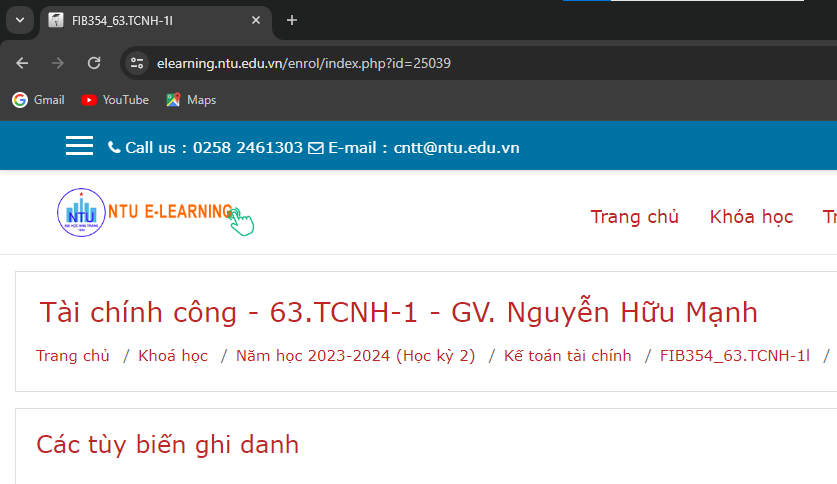 FIB354_63.TCNH-1l
elearning.ntu.edu.vn/enrol/index.php?id=25039
Gmail YouTube Maps
Call us : 0258 2461303 E-mail : cntt@ntu.edu.vn
NTU NTU E-LEARNING
Trang chủ Khóa học
Tài chính công - 63.TCNH-1 - GV. Nguyễn Hữu Mạnh
Trang chủ / Khoá học / Năm học 2023-2024 (Học kỳ 2) / Kế toán tài chính / FIB354_63.TCNH-1l /
Các tùy biến ghi danh